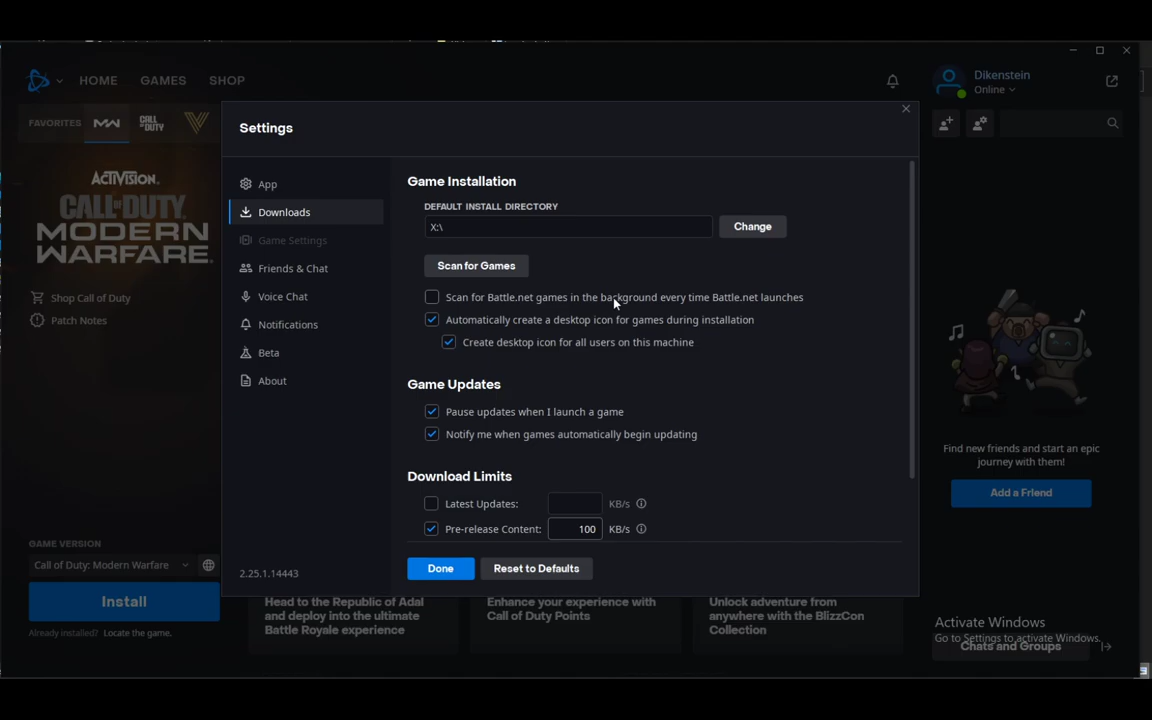 HOME GAMES SHOP
Dikenstein
Online
FAVORITES MW CALL OF DUTY
Settings
ACTIVISION.
CALL OF DUTY
MODERN
WARFARE.
Shop Call of Duty
Patch Notes
App
Downloads
Game Settings
Friends & Chat
Voice Chat
Notifications
Beta
About
2.25.1.14443
Game Installation
DEFAULT INSTALL DIRECTORY
X:\
Change
Scan for Games
Scan for Battle.net games in the background every time Battle.net launches
Automatically create a desktop icon for games during installation
Create desktop icon for all users on this machine
Game Updates
Pause updates when I launch a game
Notify me when games automatically begin updating
Download Limits
Latest Updates: KB/s
Pre-release Content: 100 KB/s
Done Reset to Defaults
Find new friends and start an epic
journey with them!
Add a Friend
GAME VERSION
Call of Duty: Modern Warfare
Install
Already installed? Locate the game.
Head to the Republic of Adal
and deploy into the ultimate
Battle Royale experience
Enhance your experience with
Call of Duty Points
Unlock adventure from
anywhere with the BlizzCon
Collection
Activate Windows
Go to Settings to activate Windows.
Chats and Groups